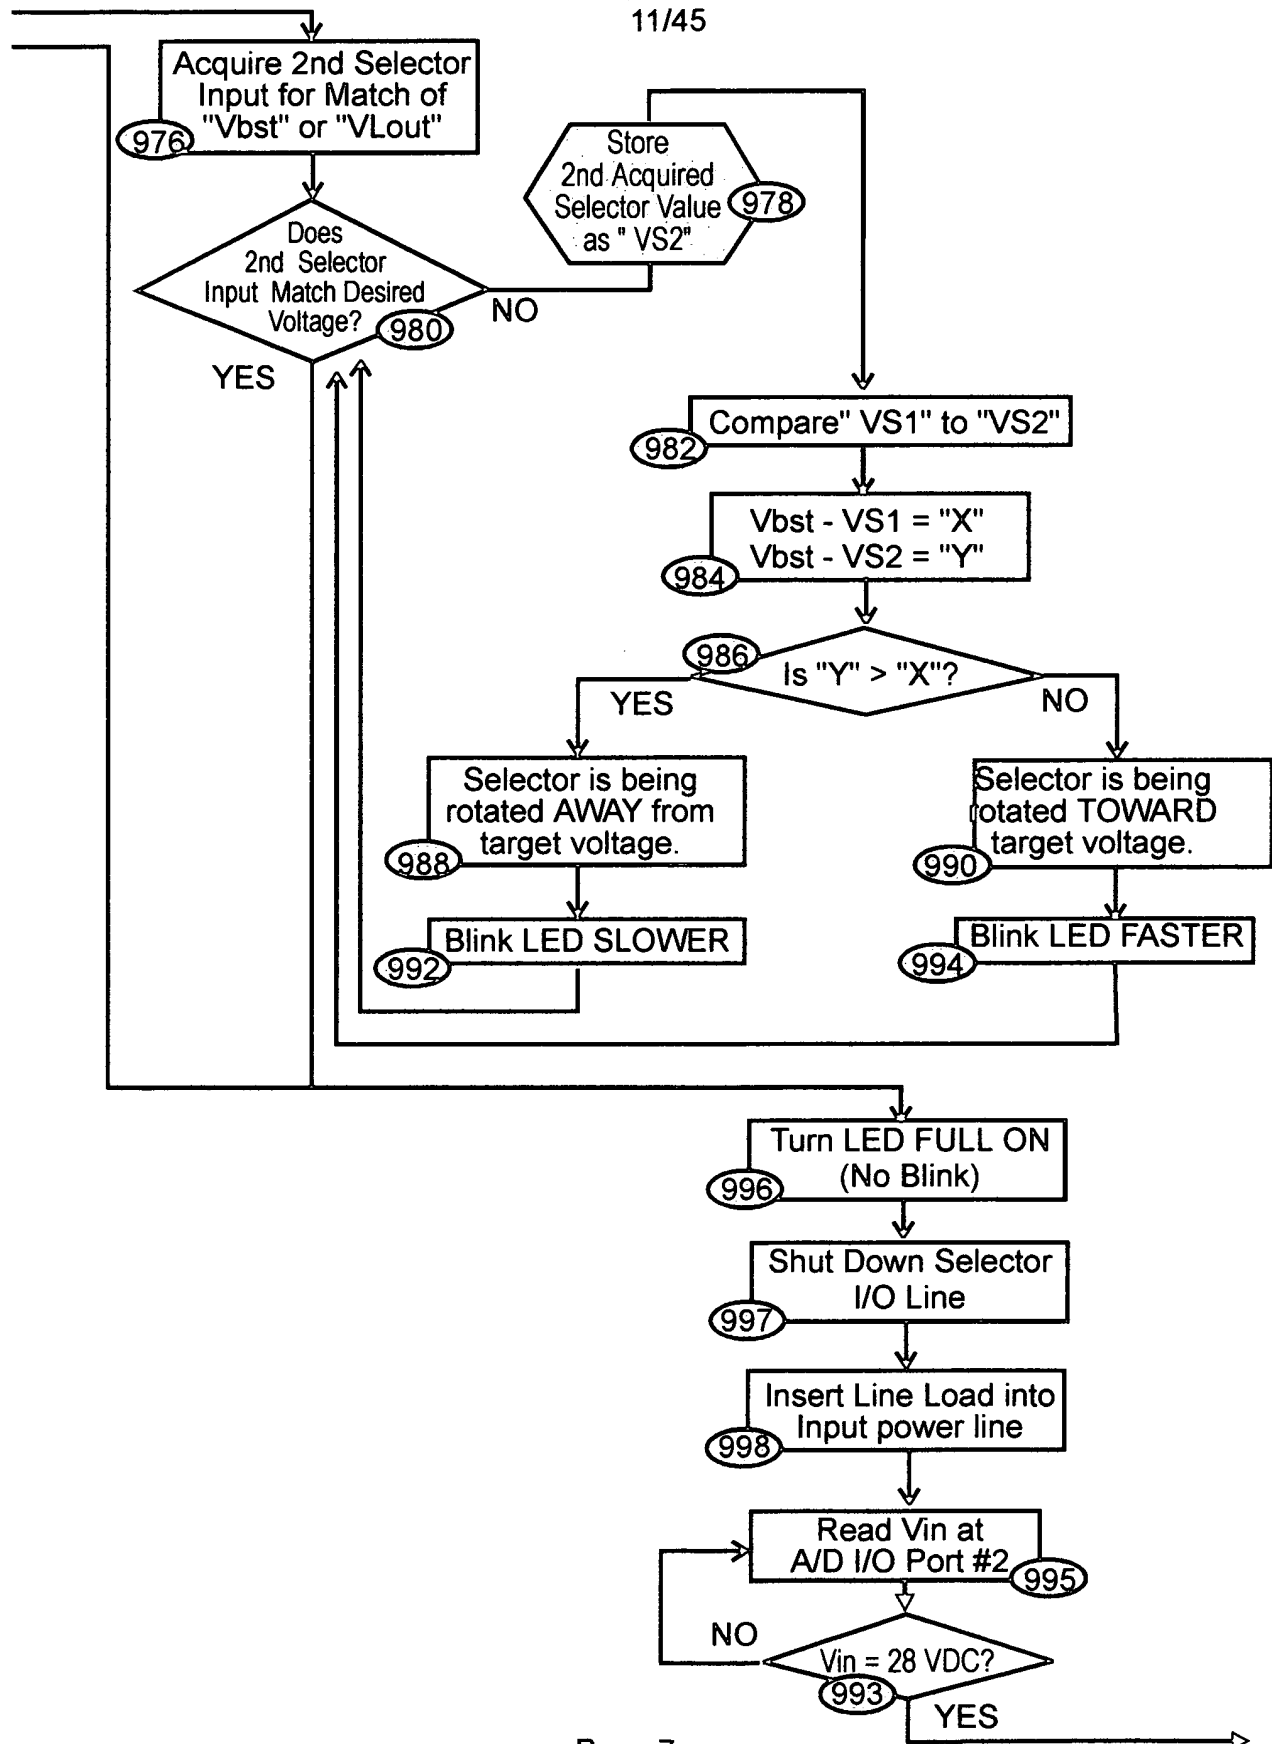 11/45
Acquire 2nd Selector
Input for Match of
"Vbst" or "VLout"
976
Store
2nd Acquired
Selector Value
as " VS2"
978
Does
2nd Selector
Input Match Desired
Voltage?
980
NO
YES
Compare" VS1" to "VS2"
982
Vbst - VS1 = "X"
Vbst - VS2 = "Y"
984
986
Is "Y" > "X"?
YES
NO
Selector is being
rotated AWAY from
target voltage.
988
Selector is being
otated TOWARD
target voltage.
990
Blink LED SLOWER
992
Blink LED FASTER
994
Turn LED FULL ON
(No Blink)
996
Shut Down Selector
I/O Line
997
Insert Line Load into
Input power line
998
Read Vin at
A/D I/O Port #2
995
NO
Vin = 28 VDC?
993
YES